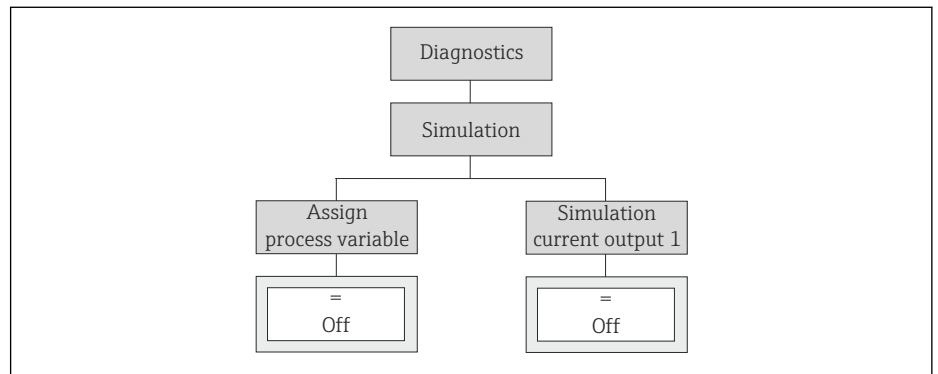 Diagnostics
Simulation
Assign
process variable
=
Off
Simulation
current output 1
=
Off